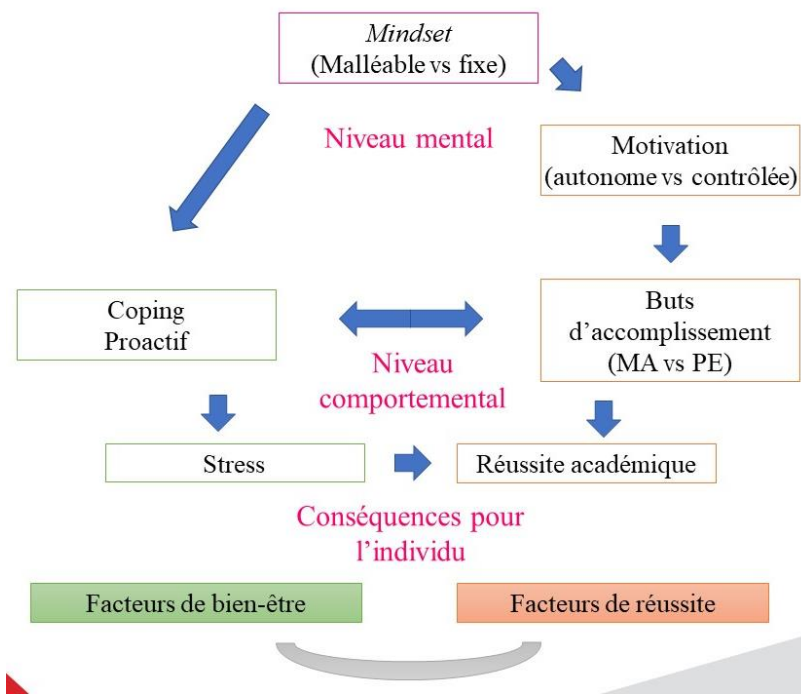 Mindset
(Malléable vs fixe)
Niveau mental
Motivation
(autonome vs contrôlée)
Coping
Proactif
Buts
d’accomplissement
(MA vs PE)
Niveau
comportemental
Stress
Réussite académique
Conséquences pour
l’individu
Facteurs de bien-être
Facteurs de réussite